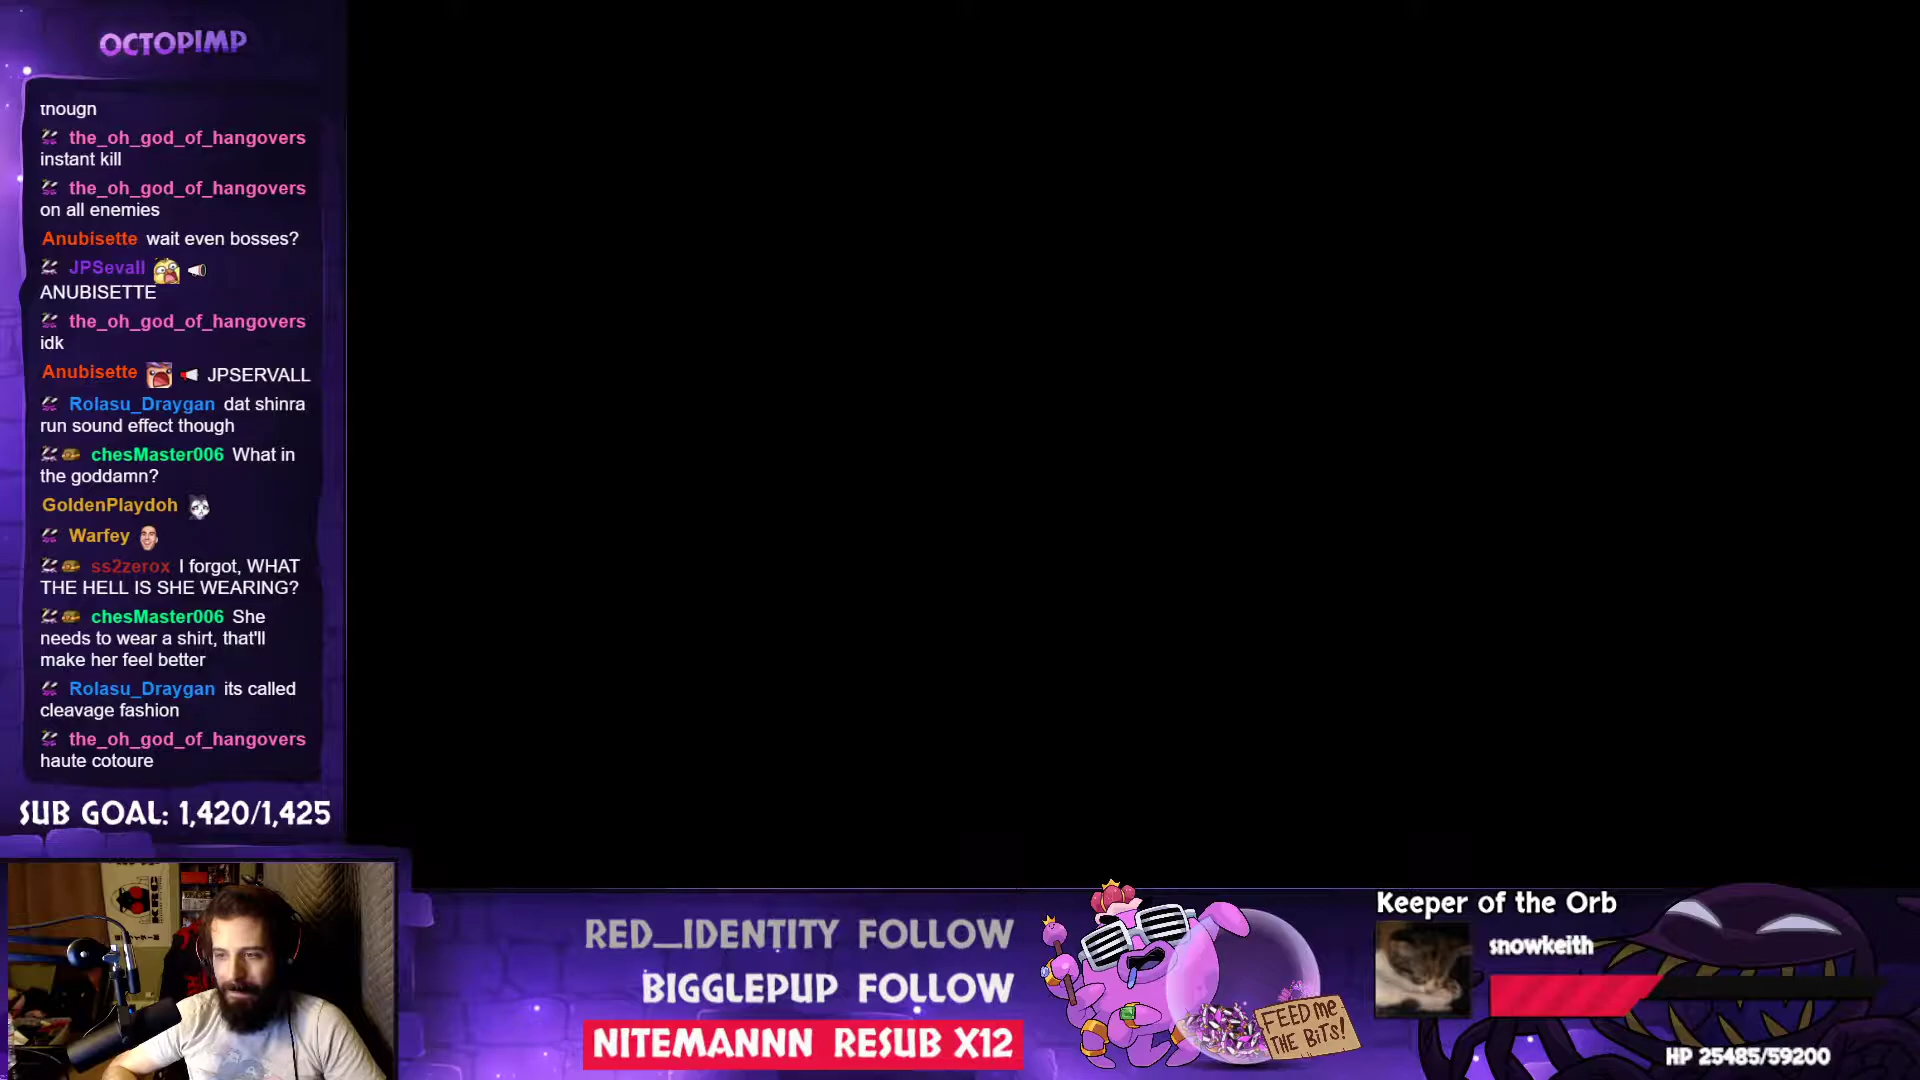 OCTOPIMP
though
the_oh_god_of_hangovers
instant kill
the_oh_god_of_hangovers
on all enemies
Anubisette wait even bosses?
JPSevall
ANUBISETTE
the_oh_god_of_hangovers
idk
Anubisette JPSERVALL
Rolasu_Draygan dat shinra
run sound effect though
chesMaster006 What in
the goddamn?
GoldenPlaydoh
Warfey
ss2zerox I forgot, WHAT
THE HELL IS SHE WEARING?
chesMaster006 She
needs to wear a shirt, that'll
make her feel better
Rolasu_Draygan its called
cleavage fashion
the_oh_god_of_hangovers
haute cotoure
SUB GOAL: 1,420/1,425
RED_IDENTITY FOLLOW
BIGGLEPUP FOLLOW
NITEMANNN RESUB X12
FEED ME
THE BITS!
Keeper of the Orb
snowkeith
HP 25485/59200